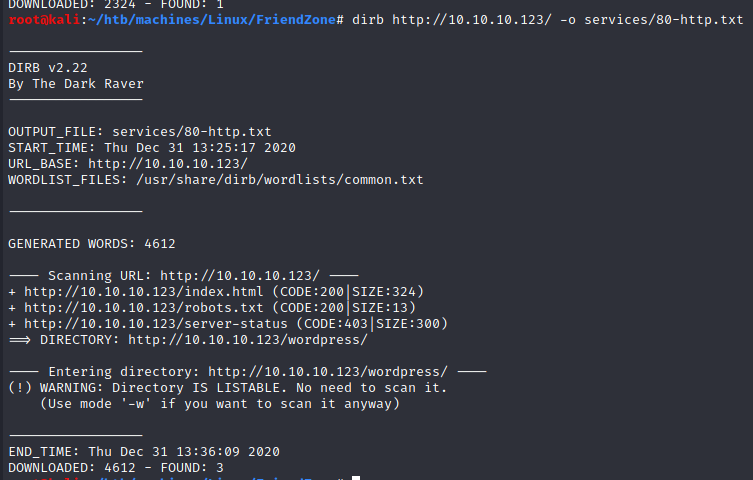 DOWNLOADED: 2324 - FOUND: 1
root@kali:~/htb/machines/Linux/FriendZone# dirb http://10.10.10.123/ -o services/80-http.txt
-----------------
DIRB v2.22
By The Dark Raver
-----------------
OUTPUT_FILE: services/80-http.txt
START_TIME: Thu Dec 31 13:25:17 2020
URL_BASE: http://10.10.10.123/
WORDLIST_FILES: /usr/share/dirb/wordlists/common.txt
-----------------
GENERATED WORDS: 4612
---- Scanning URL: http://10.10.10.123/ ----
+ http://10.10.10.123/index.html (CODE:200|SIZE:324)
+ http://10.10.10.123/robots.txt (CODE:200|SIZE:13)
+ http://10.10.10.123/server-status (CODE:403|SIZE:300)
==> DIRECTORY: http://10.10.10.123/wordpress/
---- Entering directory: http://10.10.10.123/wordpress/ ----
(!) WARNING: Directory IS LISTABLE. No need to scan it.
(Use mode '-w' if you want to scan it anyway)
-----------------
END_TIME: Thu Dec 31 13:36:09 2020
DOWNLOADED: 4612 - FOUND: 3
root@kali:~/htb/machines/Linux/FriendZone#